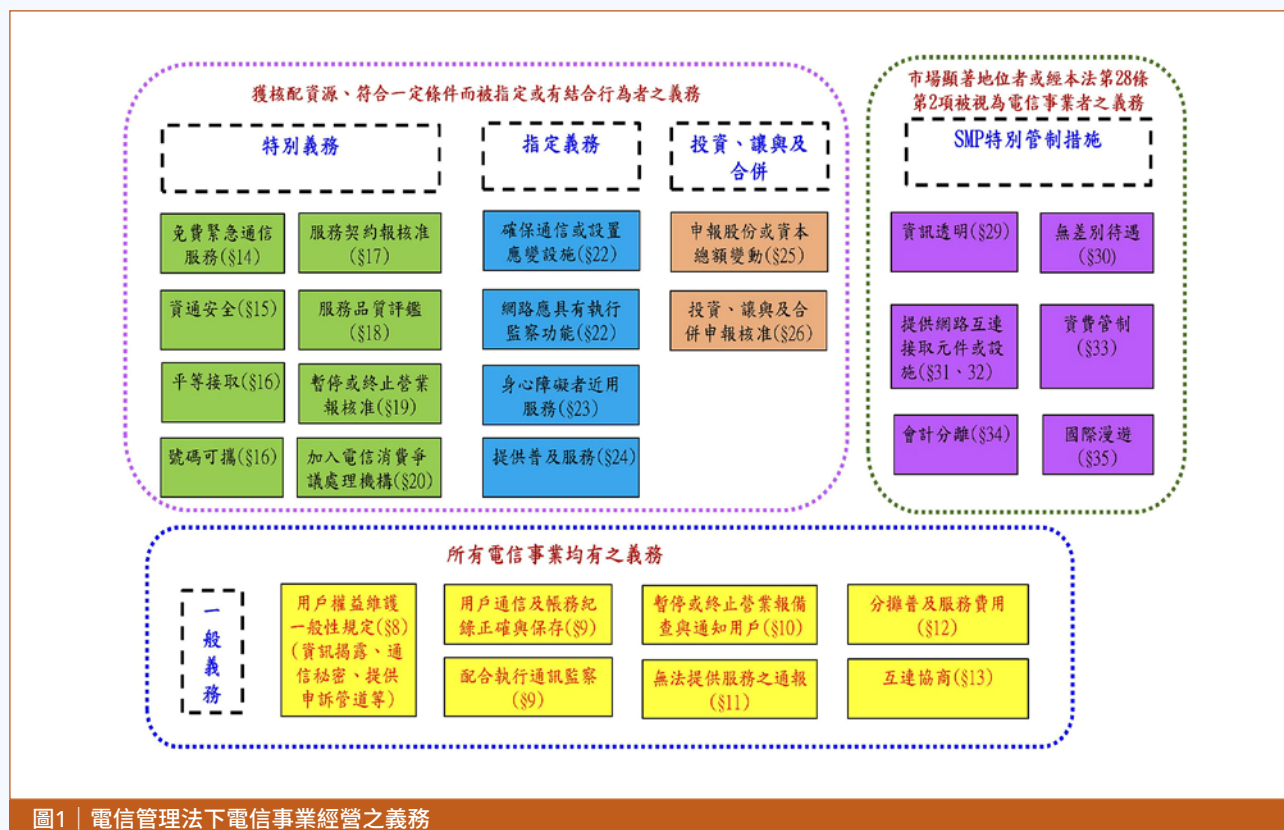 獲核配資源、符合一定條件而被指定或有結合行為者之義務
特別義務
免費緊急通信
服務(§14)
服務契約報核准
(§17)
資通安全(§15)
服務品質評鑑
(§18)
平等接取(§16)
暫停或終止營業
報核准(§19)
號碼可攜(§16)
加入電信消費爭
議處理機構(§20)
指定義務
確保通信或設置
應變設施(§22)
網路應具有執行
監察功能(§22)
身心障礙者近用
服務(§23)
提供普及服務(§24)
投資、讓與及
合併
申報股份或資本
總額變動(§25)
投資、讓與及合
併申報核准(§26)
市場顯著地位者或經本法第28條
第2項被視為電信事業者之義務
SMP特別管制措施
資訊透明(§29)
無差別待遇
(§30)
提供網路互連
接取元件或設
施(§31、32)
資費管制
(§33)
會計分離(§34)
國際漫遊
(§35)
所有電信事業均有之義務
一般義務
用戶權益維護
一般性規定(§8)
(資訊揭露、通
信秘密、提供
申訴管道等)
用戶通信及帳務紀
錄正確與保存(§9)
暫停或終止營業報備
查與通知用戶(§10)
分攤普及服務費用
(§12)
配合執行通訊監察
(§9)
無法提供服務之通報
(§11)
互連協商(§13)
圖1｜電信管理法下電信事業經營之義務